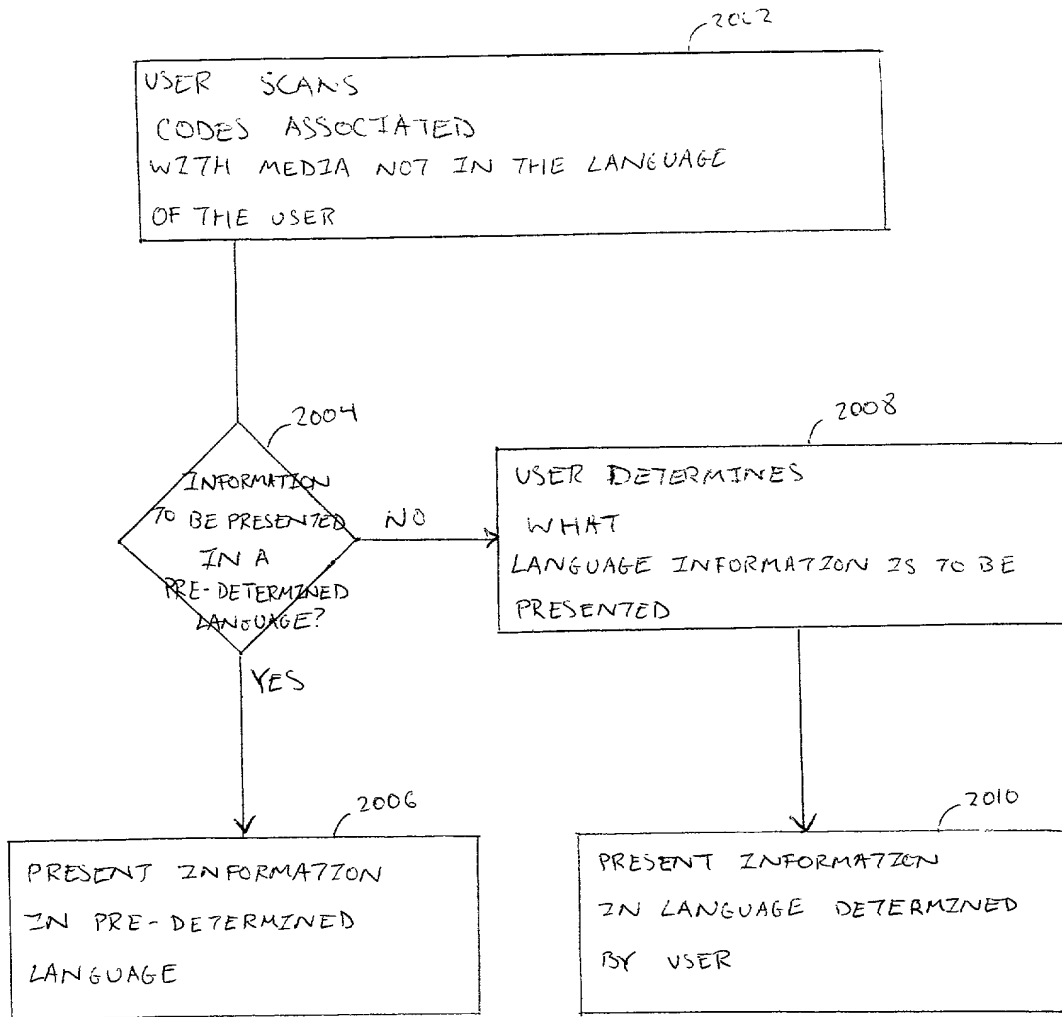 2002
USER SCANS
CODES ASSOCIATED
WITH MEDIA NOT IN THE LANGUAGE
OF THE USER
2004
INFORMATION
TO BE PRESENTED
IN A
PRE-DETERMINED
LANGUAGE?
NO
YES
2008
USER DETERMINES
WHAT
LANGUAGE INFORMATION IS TO BE
PRESENTED
2006
PRESENT INFORMATION
IN PRE-DETERMINED
LANGUAGE
2010
PRESENT INFORMATION
IN LANGUAGE DETERMINED
BY USER